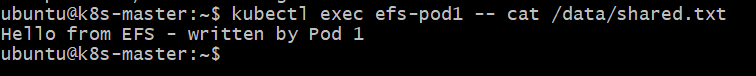 ubuntu@k8s-master:~$ kubectl exec efs-pod1 -- cat /data/shared.txt
Hello from EFS - written by Pod 1
ubuntu@k8s-master:~$